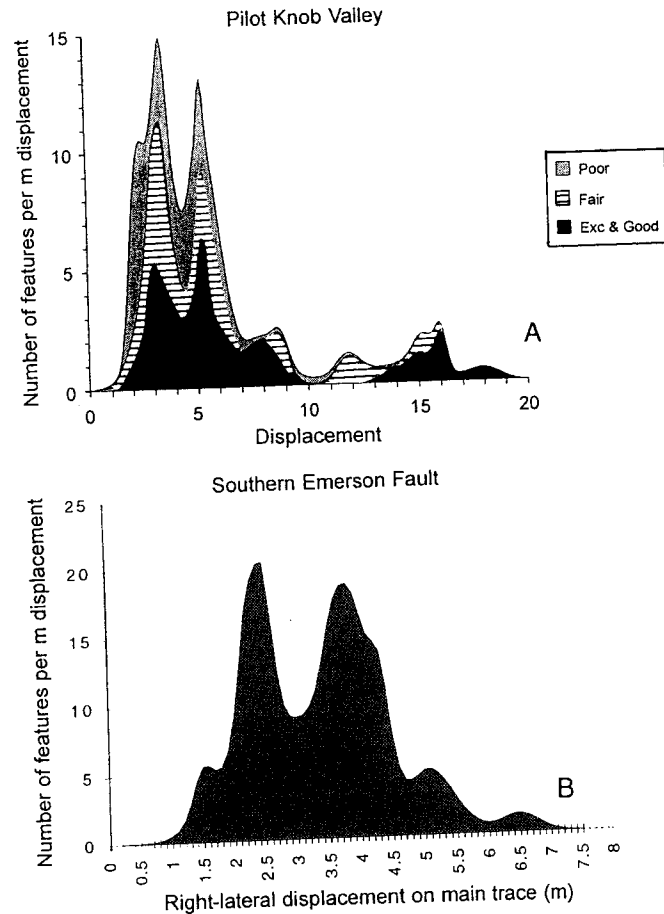 Pilot Knob Valley
Number of features per m displacement
15
10
5
0
0 5 10 15 20
Displacement
Poor
Fair
Exc & Good
A
Southern Emerson Fault
Number of features per m displacement
25
20
15
10
5
0
0 0.5 1 1.5 2 2.5 3 3.5 4 4.5 5 5.5 6 6.5 7 7.5 8
Right-lateral displacement on main trace (m)
B